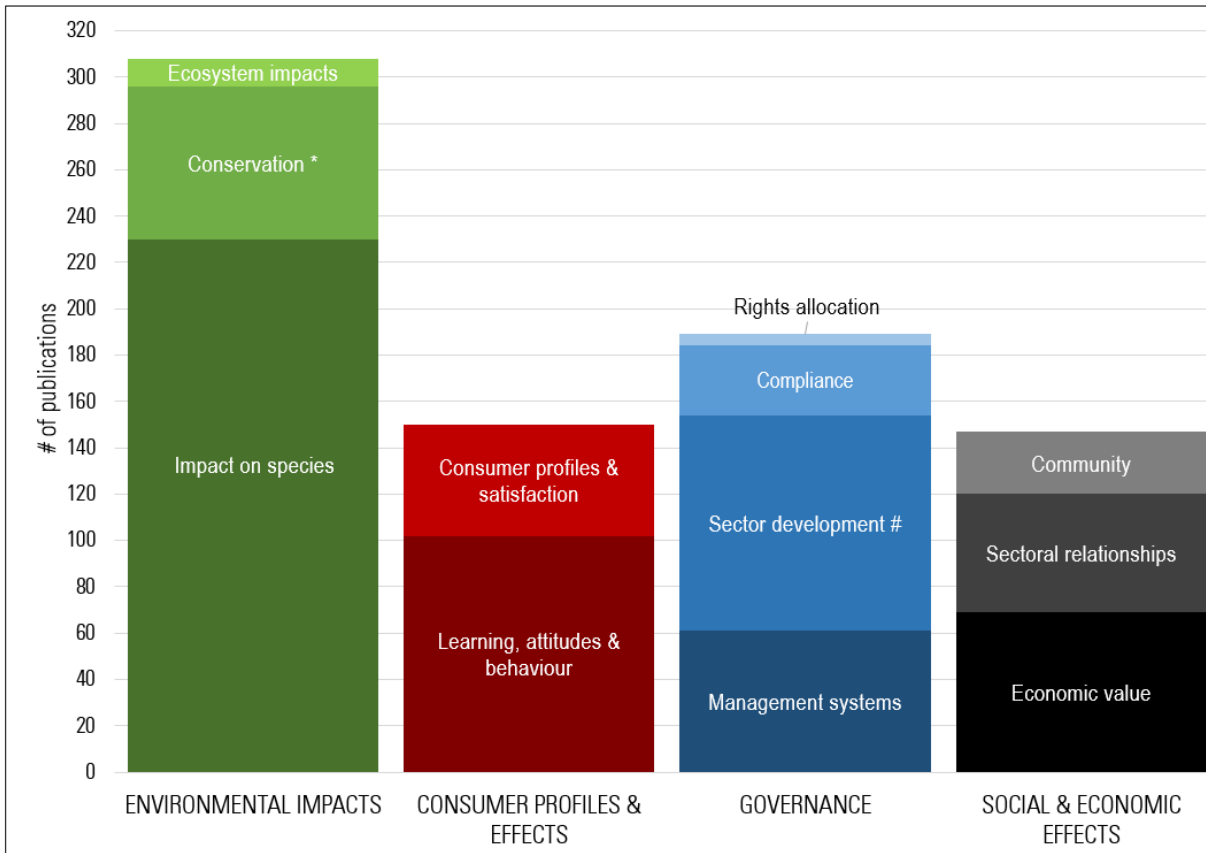 # of publications
320
300
280
260
240
220
200
180
160
140
120
100
80
60
40
20
0
Ecosystem impacts
Conservation *
Impact on species
Consumer profiles &
satisfaction
Learning, attitudes &
behaviour
Rights allocation
Compliance
Sector development #
Management systems
Community
Sectoral relationships
Economic value
ENVIRONMENTAL IMPACTS
CONSUMER PROFILES &
EFFECTS
GOVERNANCE
SOCIAL & ECONOMIC
EFFECTS